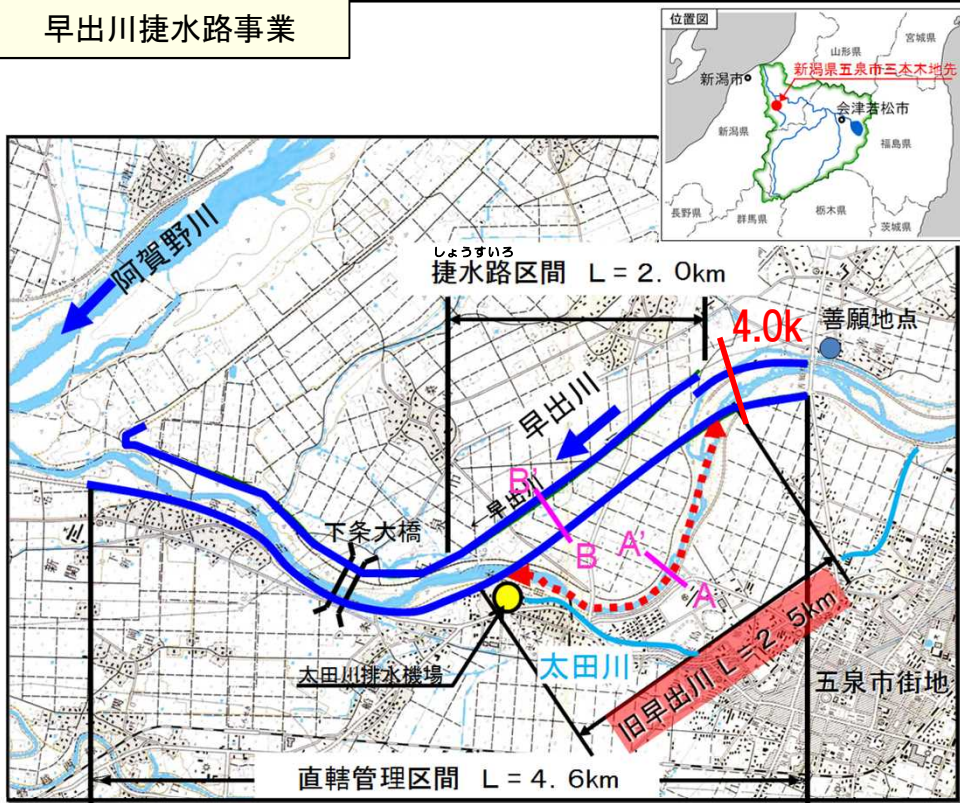 早出川捷水路事業
位置図
宮城県
山形県
新潟市
新潟県五泉市三本木地先
会津若松市
新潟県
福島県
長野県
群馬県
栃木県
茨城県
阿賀野川
しょうすいろ
捷水路区間 L=2.0km
4.0k
善願地点
早出川
B'
早出川
下条大橋
B
A'
A
新関
太田川排水機場
太田川
旧早出川 L=2.5km
五泉市街地
直轄管理区間 L=4.6km